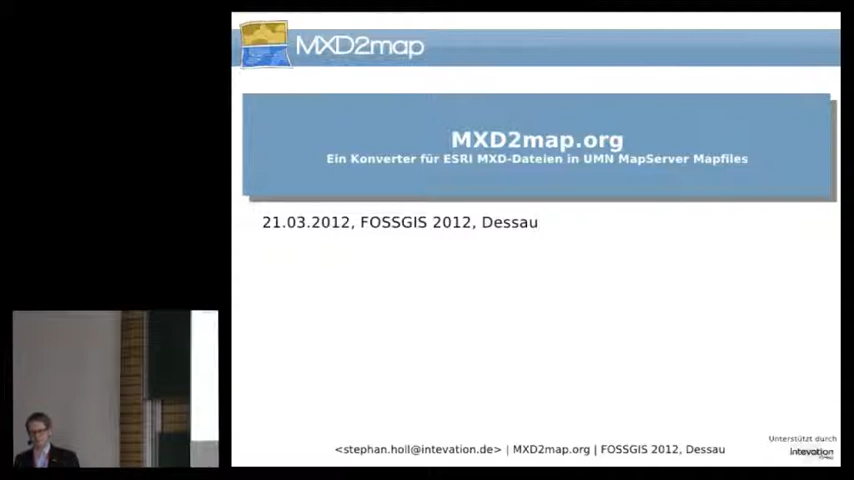 MXD2map
MXD2map.org
Ein Konverter für ESRI MXD-Dateien in UMN MapServer Mapfiles
21.03.2012, FOSSGIS 2012, Dessau
Unterstützt durch
Intevation
<stephan.holl@intevation.de> | MXD2map.org | FOSSGIS 2012, Dessau